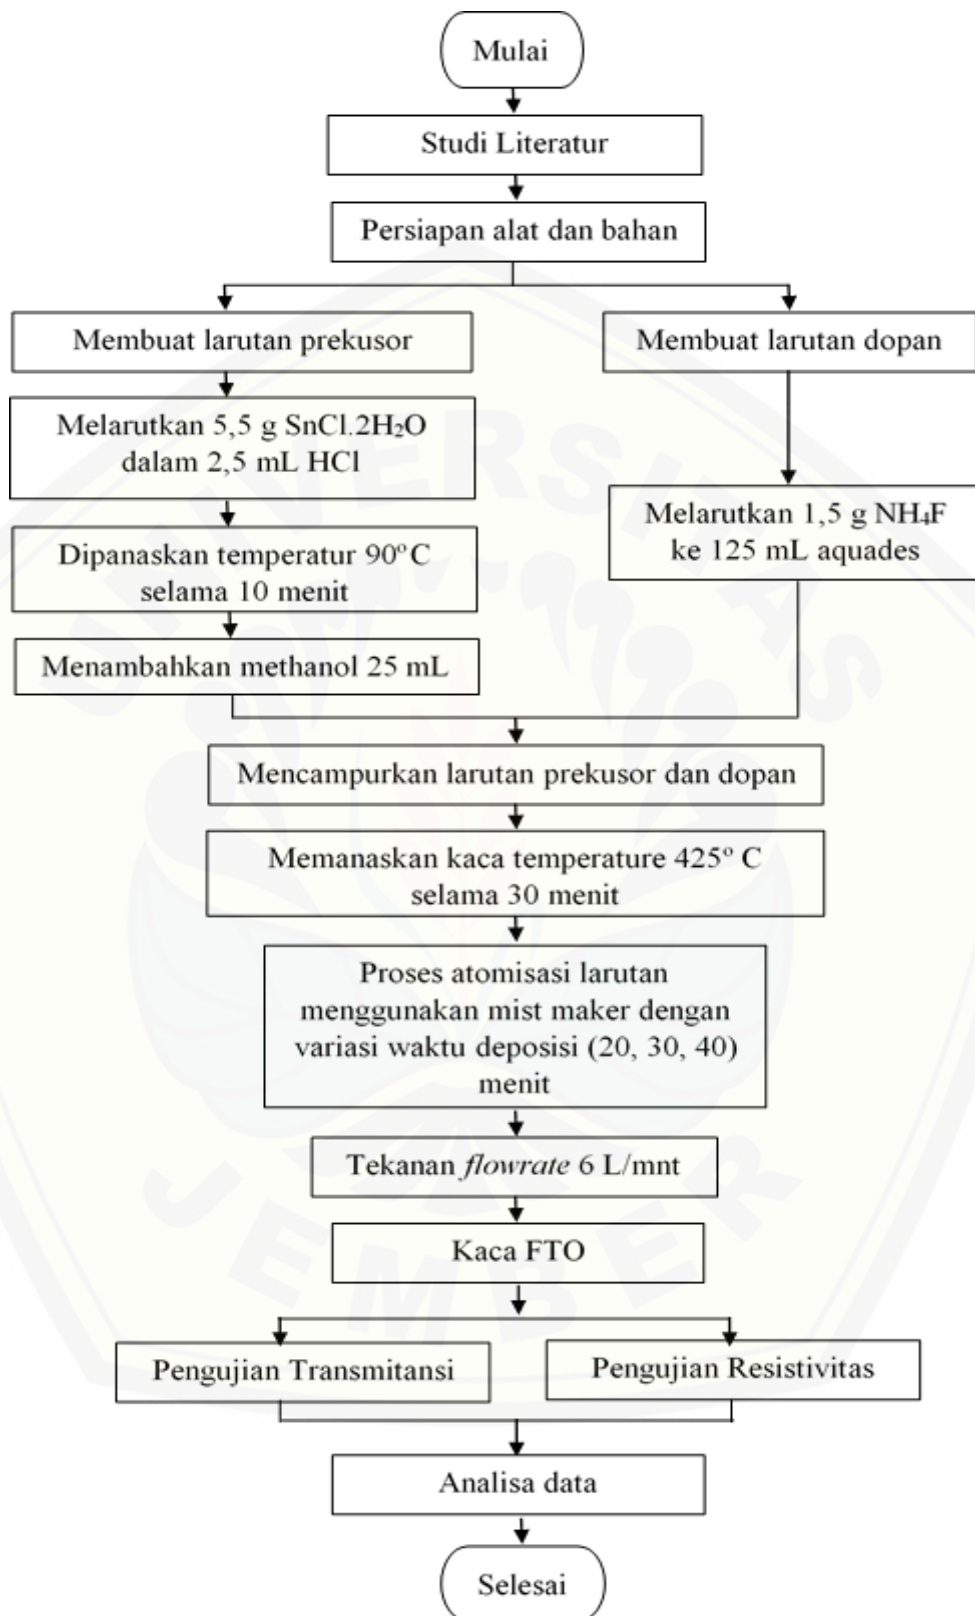 Mulai
Studi Literatur
Persiapan alat dan bahan
Membuat larutan prekusor
Membuat larutan dopan
Melarutkan 5,5 g SnCl.2H₂O
dalam 2,5 mL HCl
Melarutkan 1,5 g NH₄F
ke 125 mL aquades
Dipanaskan temperatur 90°C
selama 10 menit
Menambahkan methanol 25 mL
Mencampurkan larutan prekusor dan dopan
Memanaskan kaca temperature 425° C
selama 30 menit
Proses atomisasi larutan
menggunakan mist maker dengan
variasi waktu deposisi (20, 30, 40)
menit
Tekanan flowrate 6 L/mnt
Kaca FTO
Pengujian Transmitansi
Pengujian Resistivitas
Analisa data
Selesai
UNIVERSITAS
JEMBER